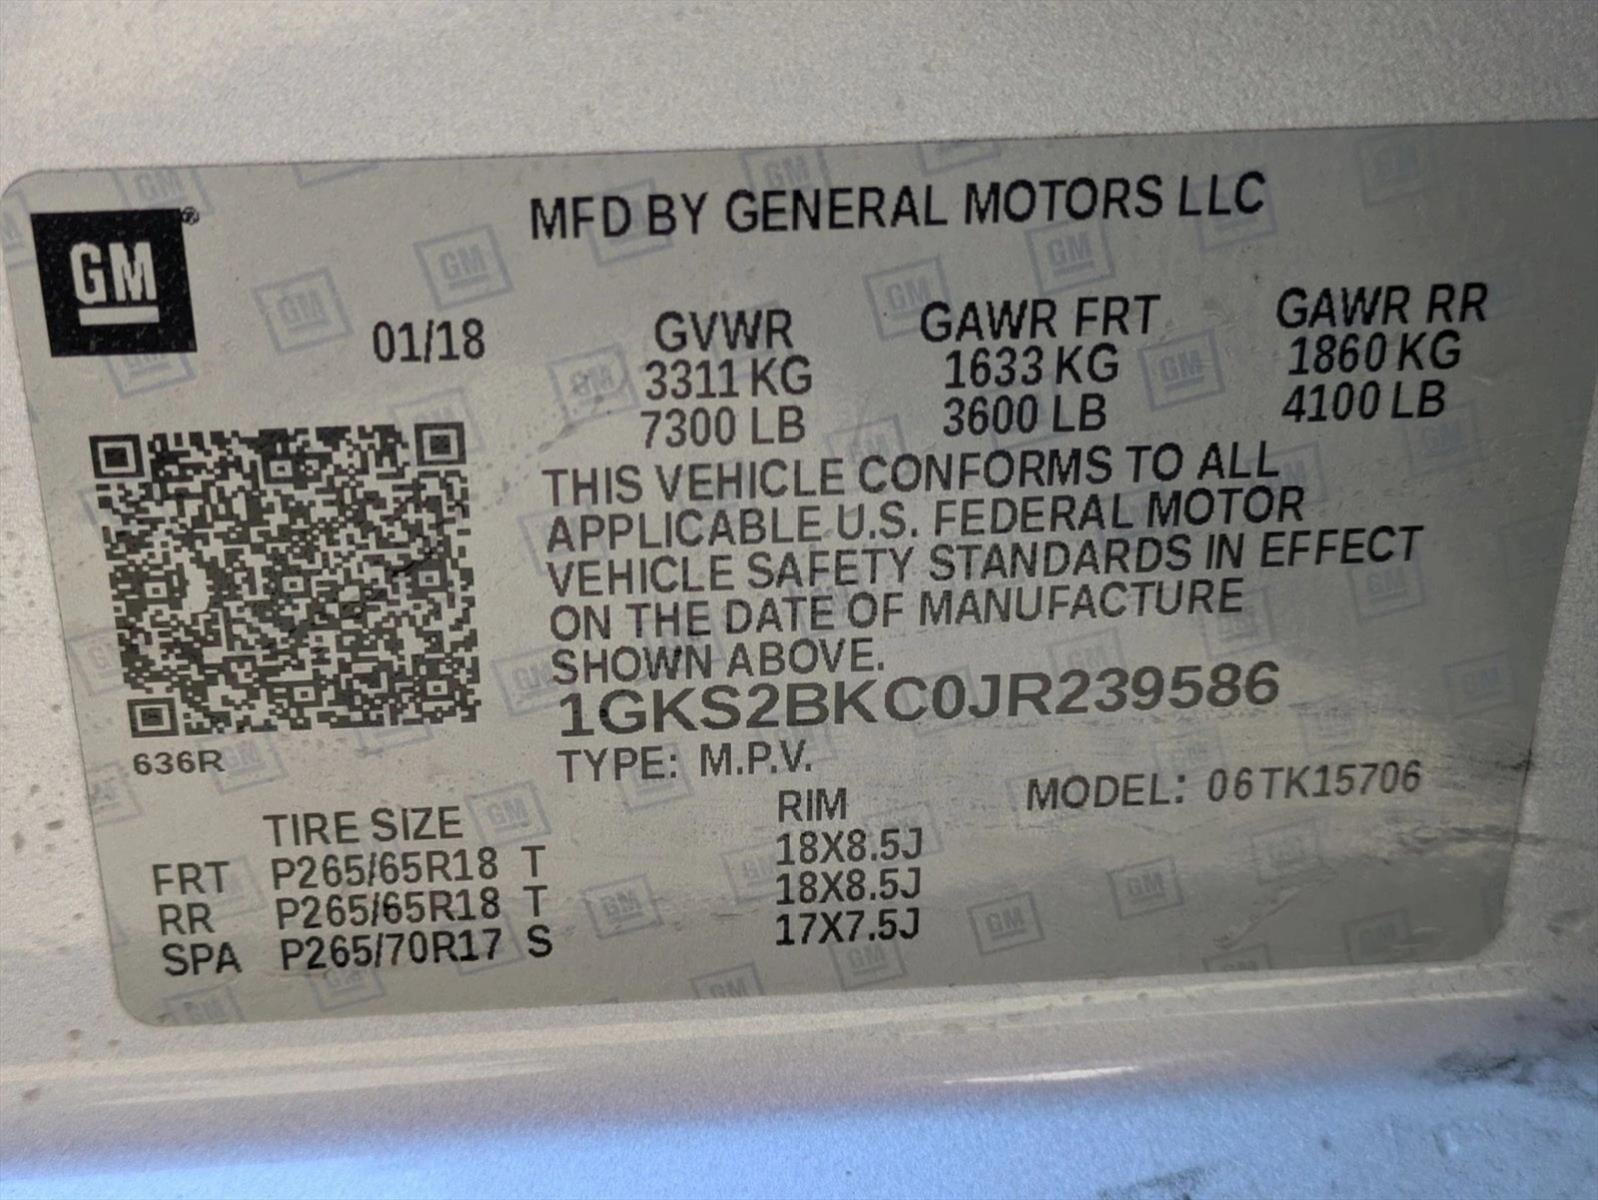 GM®
MFD BY GENERAL MOTORS LLC
01/18
GVWR GAWR FRT GAWR RR
3311 KG 1633 KG 1860 KG
7300 LB 3600 LB 4100 LB
THIS VEHICLE CONFORMS TO ALL
APPLICABLE U.S. FEDERAL MOTOR
VEHICLE SAFETY STANDARDS IN EFFECT
ON THE DATE OF MANUFACTURE
SHOWN ABOVE.
1GKS2BKC0JR239586
636R
TYPE: M.P.V.
MODEL: 06TK15706
TIRE SIZE RIM
FRT P265/65R18 T 18X8.5J
RR P265/65R18 T 18X8.5J
SPA P265/70R17 S 17X7.5J